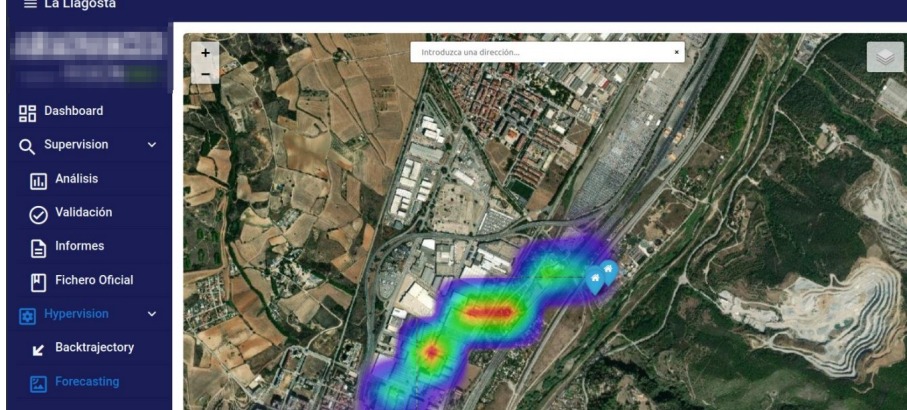 La Llagosta
+
−
Introduzca una dirección...
×
Dashboard
Supervision
Análisis
Validación
Informes
Fichero Oficial
Hypervision
Backtrajectory
Forecasting